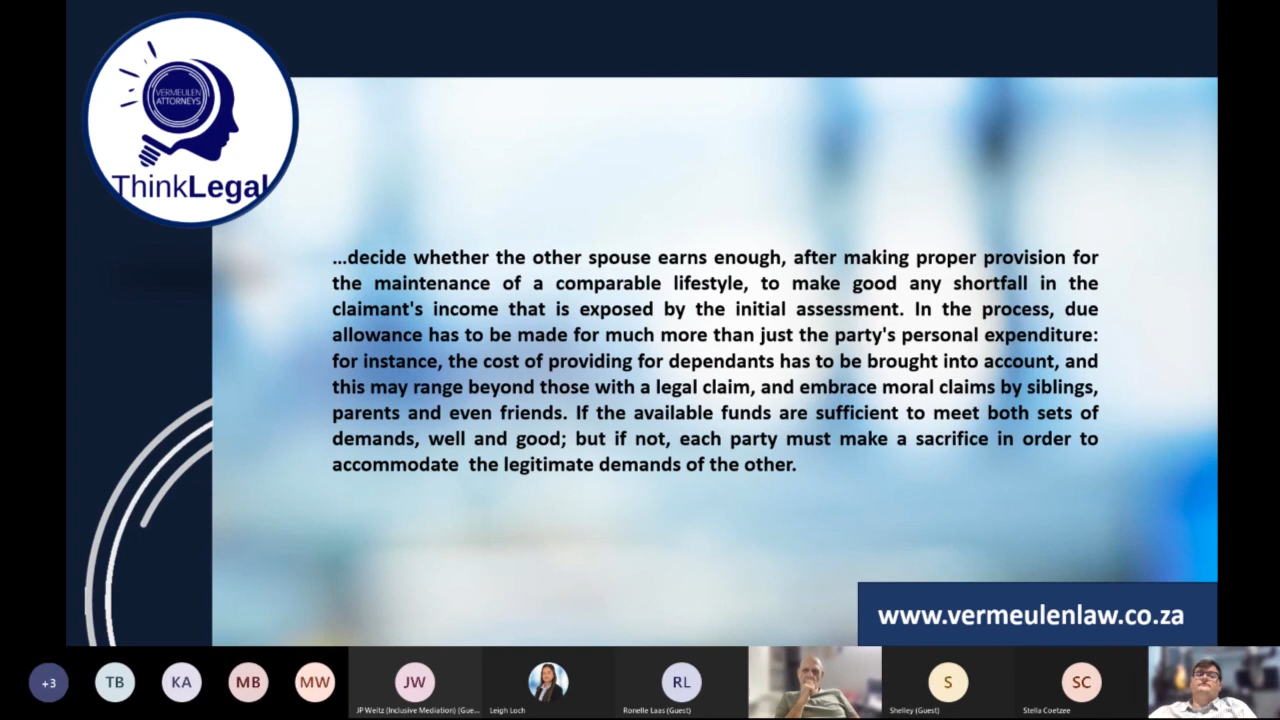 VERMEULEN
ATTORNEYS
ThinkLegal
...decide whether the other spouse earns enough, after making proper provision for
the maintenance of a comparable lifestyle, to make good any shortfall in the
claimant's income that is exposed by the initial assessment. In the process, due
allowance has to be made for much more than just the party's personal expenditure:
for instance, the cost of providing for dependants has to be brought into account, and
this may range beyond those with a legal claim, and embrace moral claims by siblings,
parents and even friends. If the available funds are sufficient to meet both sets of
demands, well and good; but if not, each party must make a sacrifice in order to
accommodate the legitimate demands of the other.
www.vermeulenlaw.co.za
+3 TB KA MB MW JW RL S SC
JP Weitz (Inclusive Mediation) (Gue... Leigh Loch Ronelle Laas (Guest) Shelley (Guest) Stella Coetzee